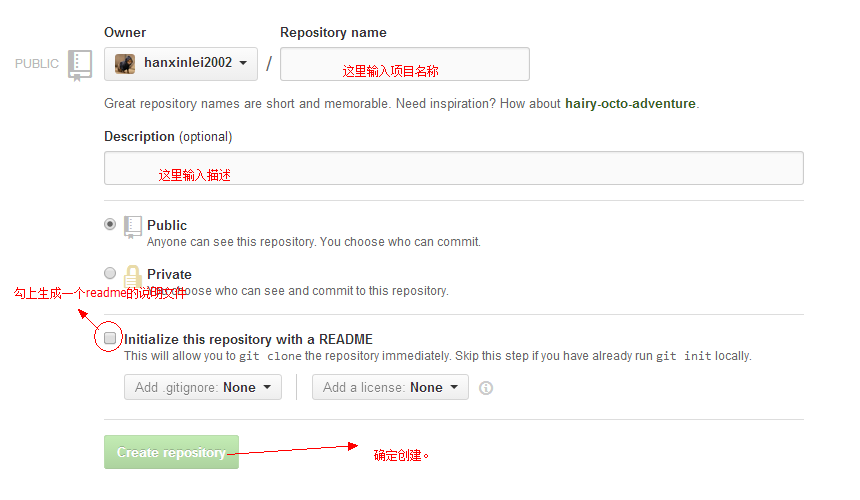 Owner
Repository name
PUBLIC
hanxinlei2002
/
这里输入项目名称
Great repository names are short and memorable. Need inspiration? How about hairy-octo-adventure.
Description (optional)
这里输入描述
Public
Anyone can see this repository. You choose who can commit.
Private
choose who can see and commit to this repository.
勾上生成一个readme的说明文件
Initialize this repository with a README
This will allow you to git clone the repository immediately. Skip this step if you have already run git init locally.
Add .gitignore: None
Add a license: None
Create repository
确定创建。